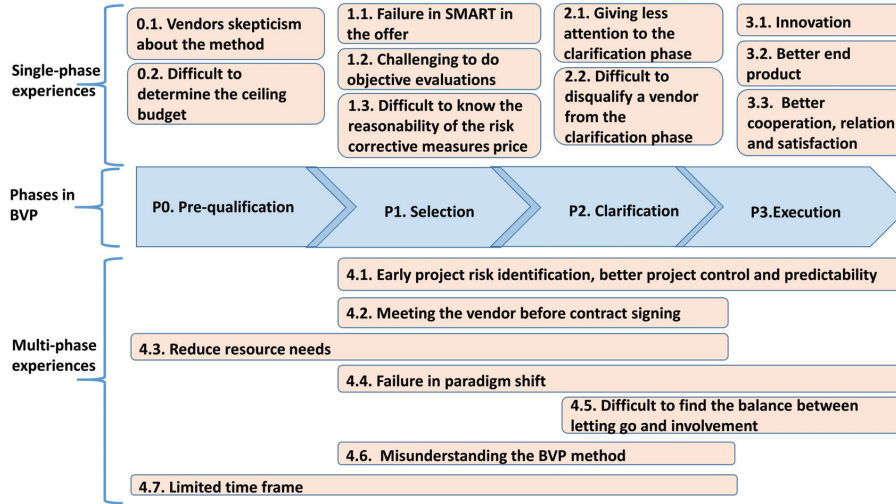 Single-phase
experiences
0.1. Vendors skepticism
about the method
0.2. Difficult to
determine the ceiling
budget
1.1. Failure in SMART in
the offer
1.2. Challenging to do
objective evaluations
1.3. Difficult to know the
reasonability of the risk
corrective measures price
2.1. Giving less
attention to the
clarification phase
2.2. Difficult to
disqualify a vendor
from the
clarification phase
3.1. Innovation
3.2. Better end
product
3.3. Better
cooperation, relation
and satisfaction
Phases in
BVP
P0. Pre-qualification
P1. Selection
P2. Clarification
P3.Execution
Multi-phase
experiences
4.1. Early project risk identification, better project control and predictability
4.2. Meeting the vendor before contract signing
4.3. Reduce resource needs
4.4. Failure in paradigm shift
4.5. Difficult to find the balance between
letting go and involvement
4.6. Misunderstanding the BVP method
4.7. Limited time frame